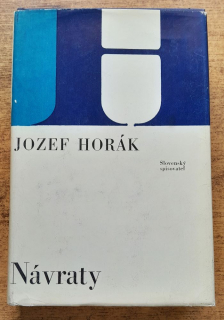 JOZEF HORÁK
Slovenský
spisovateľ
Návraty